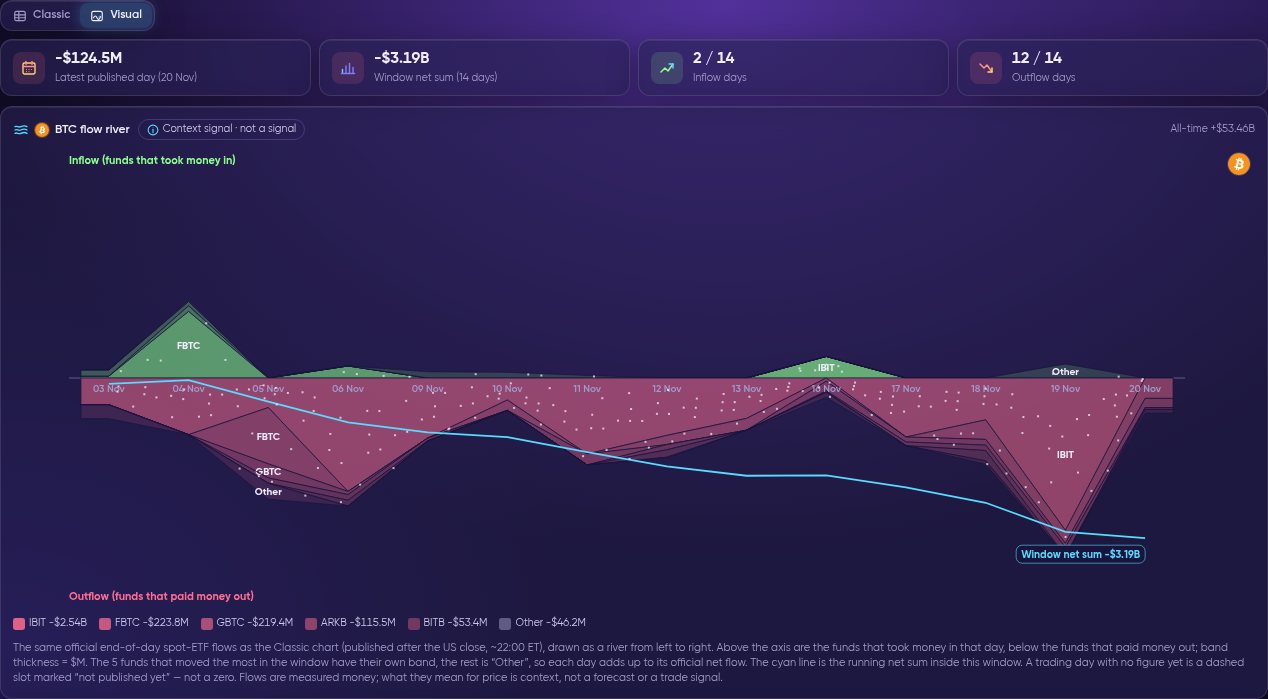 Classic
Visual
-$124.5M
Latest published day (20 Nov)
-$3.19B
Window net sum (14 days)
2 / 14
Inflow days
12 / 14
Outflow days
BTC flow river
Context signal · not a signal
All-time +$53.46B
Inflow (funds that took money in)
FBTC
IBIT
Other
03 Nov
04 Nov
05 Nov
06 Nov
09 Nov
10 Nov
11 Nov
12 Nov
13 Nov
16 Nov
17 Nov
18 Nov
19 Nov
20 Nov
FBTC
GBTC
Other
IBIT
Window net sum -$3.19B
Outflow (funds that paid money out)
IBIT -$2.54B
FBTC -$223.8M
GBTC -$219.4M
ARKB -$115.5M
BITB -$53.4M
Other -$46.2M
The same official end-of-day spot-ETF flows as the Classic chart (published after the US close, ~22:00 ET), drawn as a river from left to right. Above the axis are the funds that took money in that day, below the funds that paid money out; band
thickness = $M. The 5 funds that moved the most in the window have their own band, the rest is "Other", so each day adds up to its official net flow. The cyan line is the running net sum inside this window. A trading day with no figure yet is a dashed
slot marked "not published yet" — not a zero. Flows are measured money; what they mean for price is context, not a forecast or a trade signal.